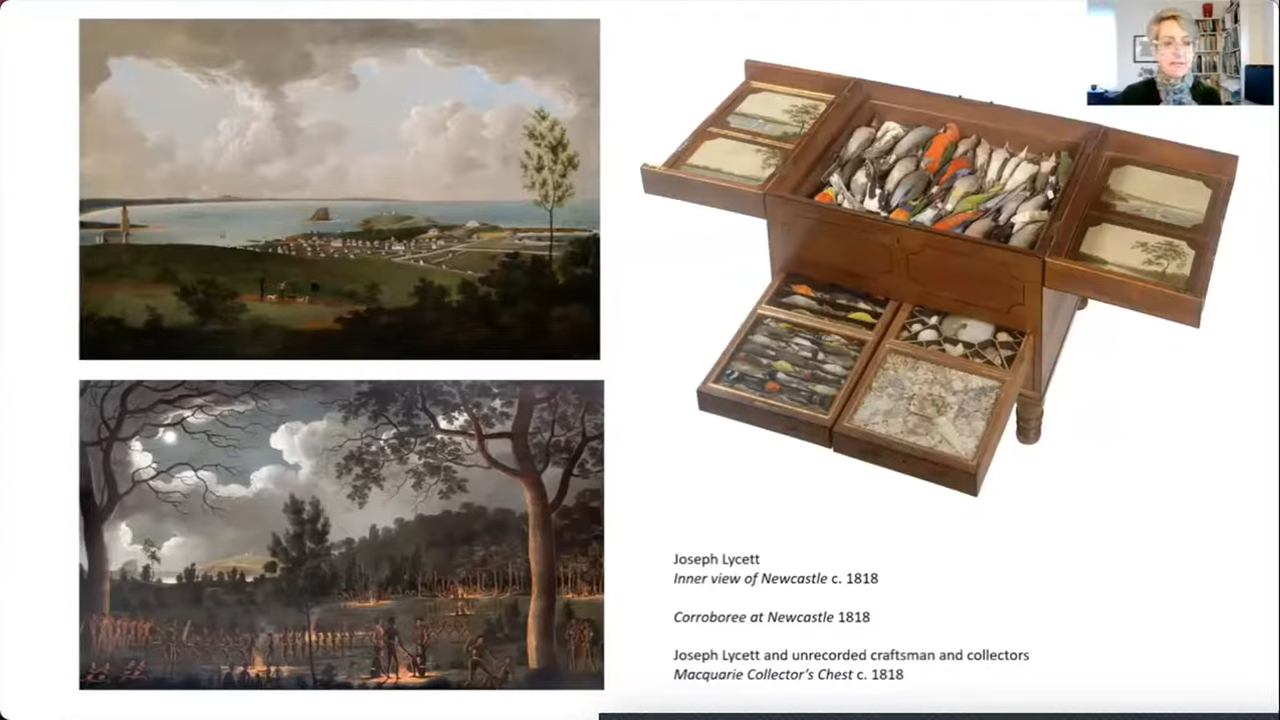 Joseph Lycett
Inner view of Newcastle c. 1818
Corroboree at Newcastle 1818
Joseph Lycett and unrecorded craftsman and collectors
Macquarie Collector’s Chest c. 1818